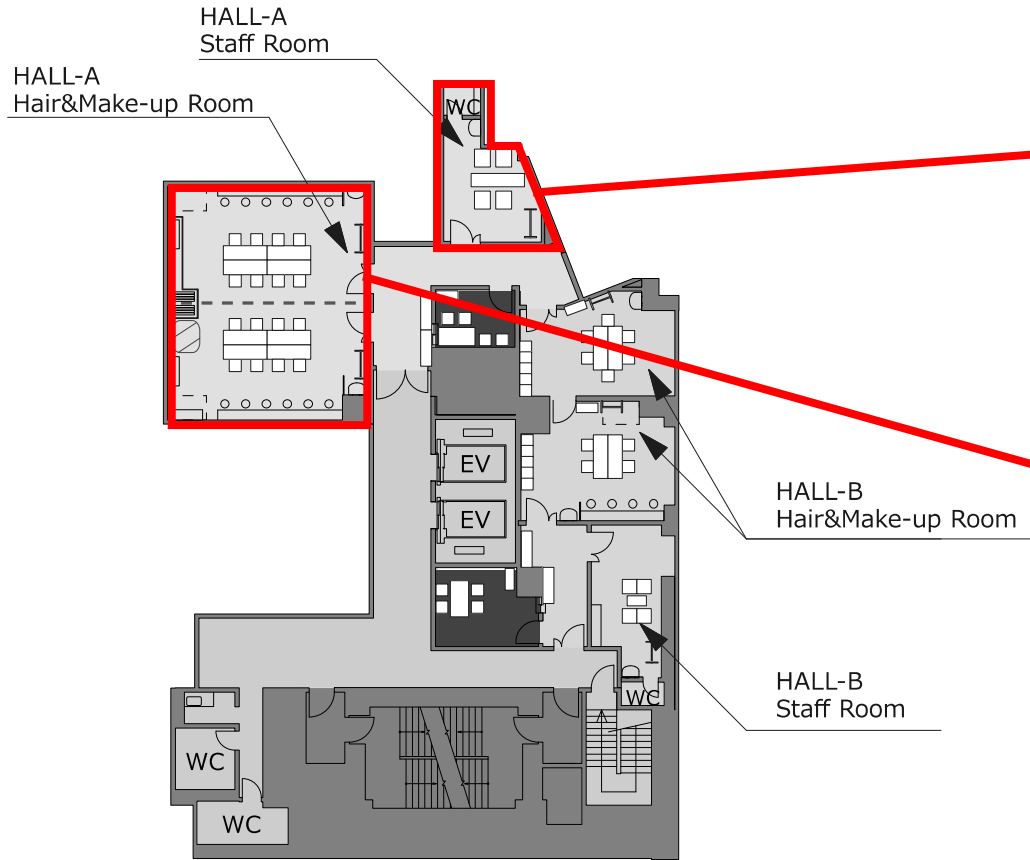 HALL-A
Staff Room
HALL-A
Hair&Make-up Room
WC
EV
EV
HALL-B
Hair&Make-up Room
HALL-B
Staff Room
WC
WC
WC